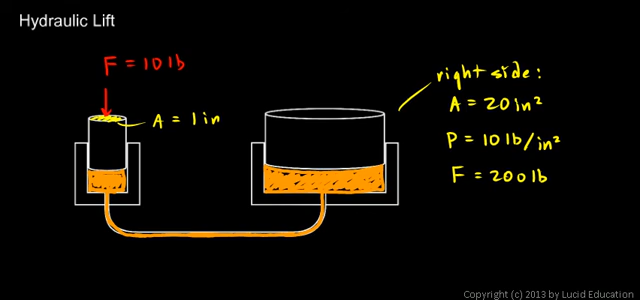 Hydraulic Lift
F = 10 lb
A = 1 in
right side:
A = 20 in²
P = 10 lb/in²
F = 200 lb
Copyright (c) 2013 by Lucid Education